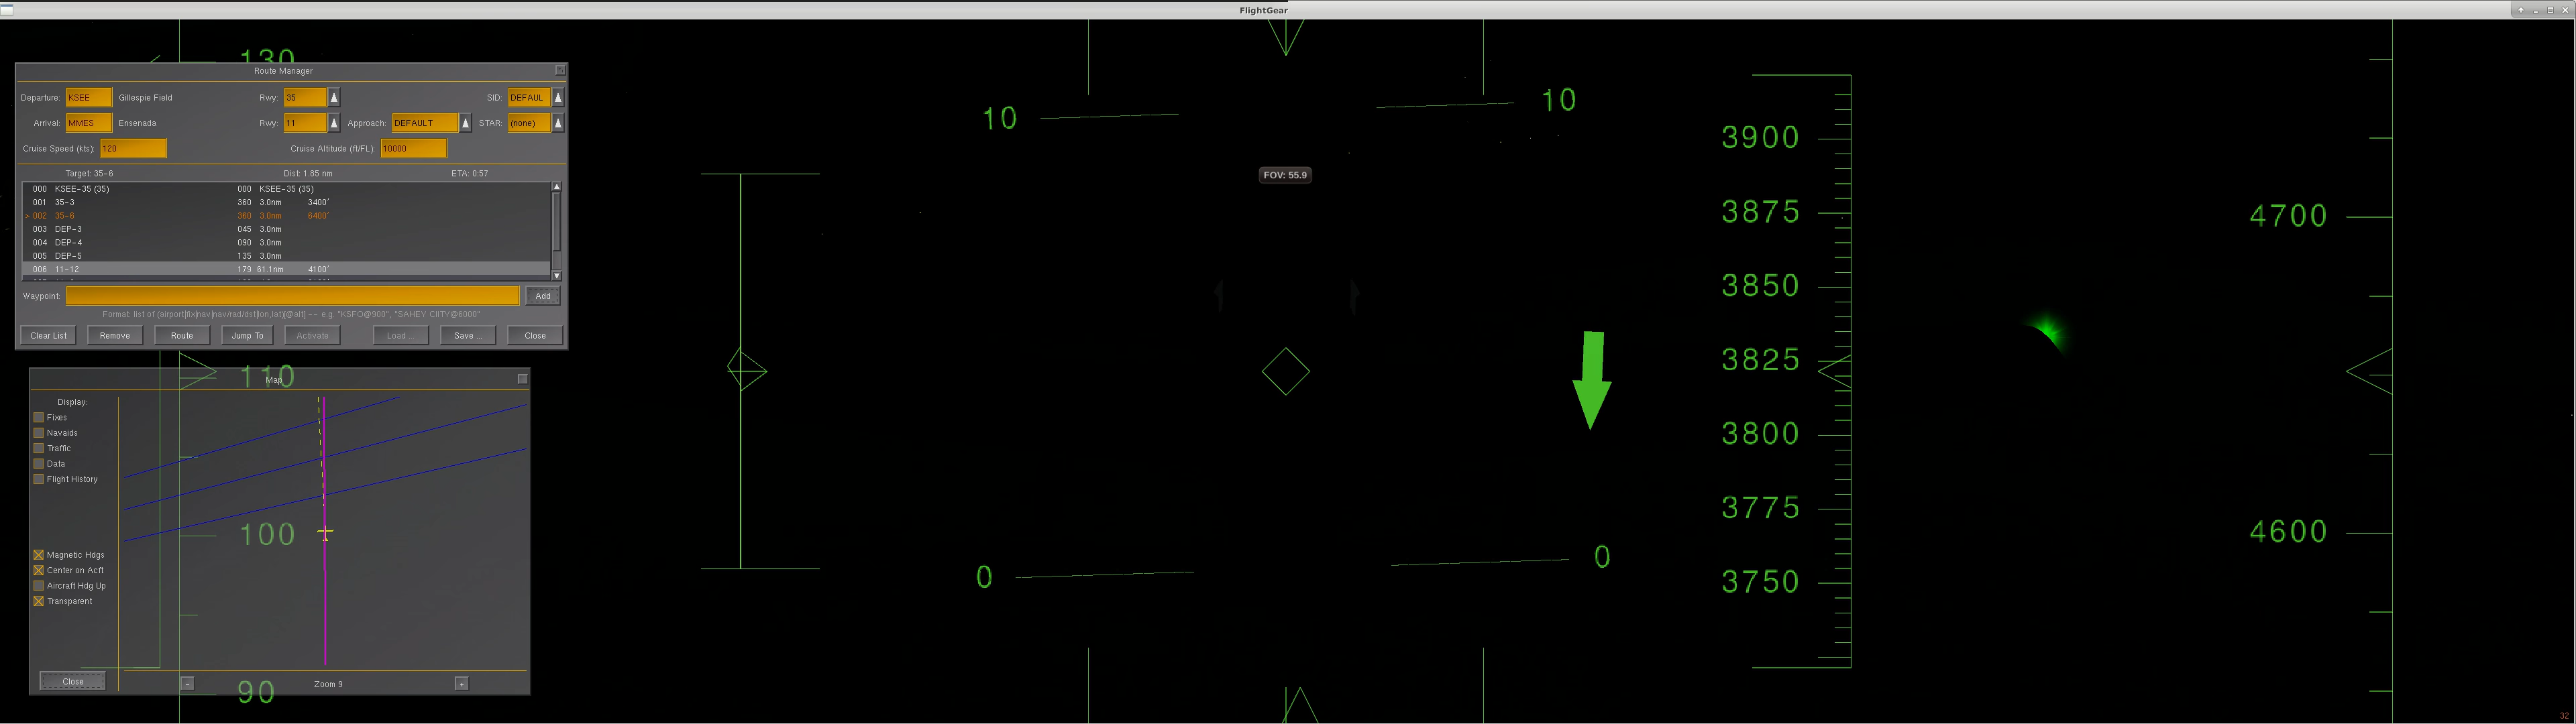 FlightGear
130
Route Manager
Departure: KSEE Gillespie Field Rwy: 35 SID: DEFAUL
Arrival: MMES Ensenada Rwy: 11 Approach: DEFAULT STAR: (none)
Cruise Speed (kts): 120 Cruise Altitude (ft/FL): 10000
Target: 35-6 Dist: 1.85 nm ETA: 0:57
000 KSEE-35 (35) 000 KSEE-35 (35)
001 35-3 360 3.0nm 3400'
> 002 35-6 360 3.0nm 6400'
003 DEP-3 045 3.0nm
004 DEP-4 090 3.0nm
005 DEP-5 135 3.0nm
006 11-12 179 61.1nm 4100'
Waypoint: Add
Format: list of (airport|fix|nav|nav/rad/dst|lon,lat)[@alt] -- e.g. "KSFO@900", "SAHEY CIITY@6000"
Clear List Remove Route Jump To Activate Load ... Save ... Close
110
Map
Display:
Fixes
Navaids
Traffic
Data
Flight History
100
Magnetic Hdgs
Center on Acft
Aircraft Hdg Up
Transparent
Close - Zoom 9 +
90
10 10
FOV: 55.9
0 0
3900
3875
3850
3825
3800
3775
3750
4700
4600
32